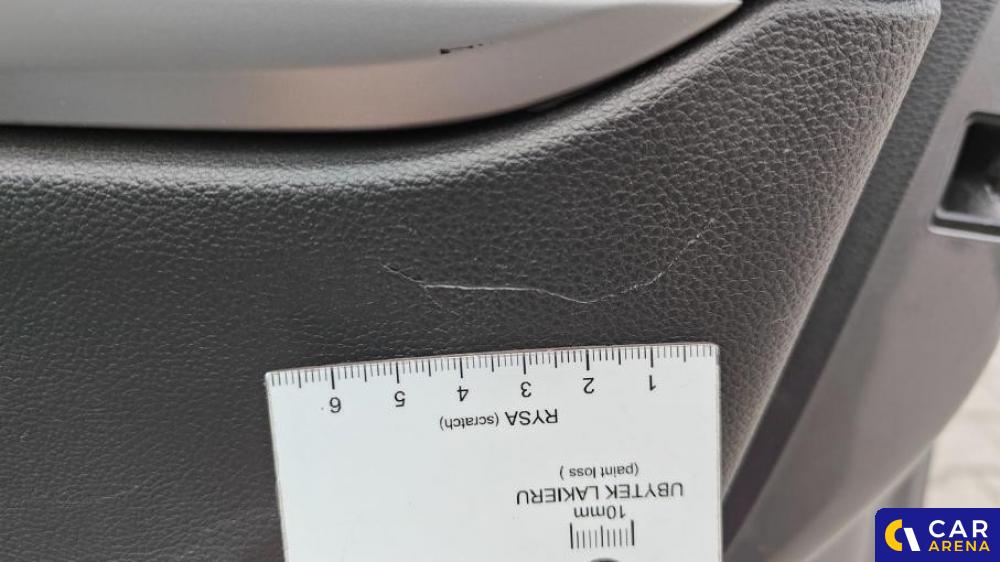 6 5 4 3 2 1
RYSA (scratch)
UBYTEK LAKIERU
(paint loss)
10mm
CAR
ARENA